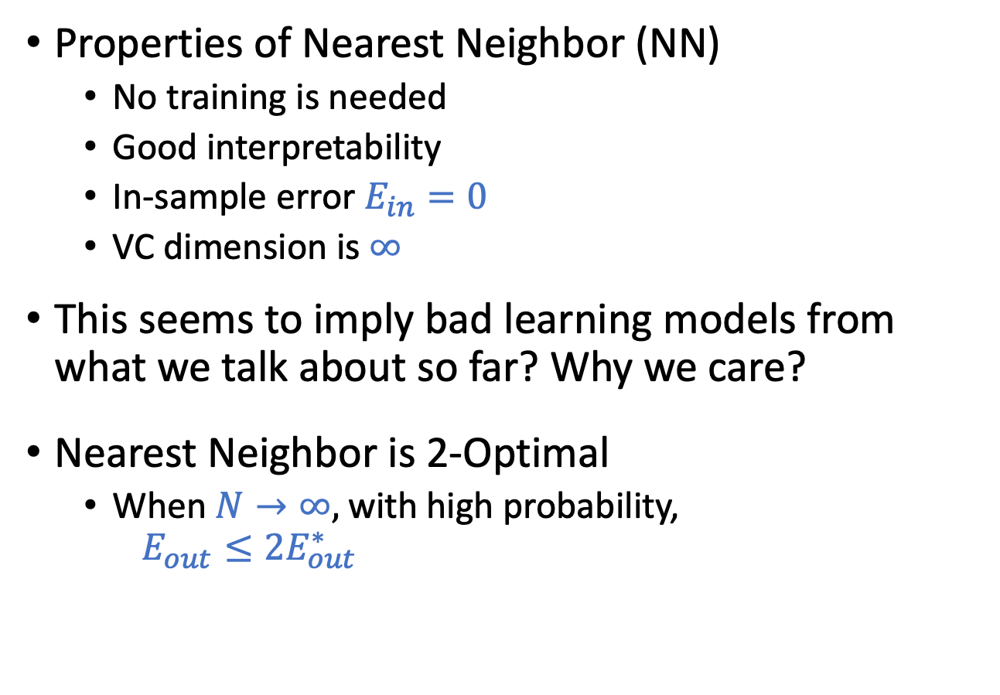 • Properties of Nearest Neighbor (NN)
• No training is needed
• Good interpretability
• In-sample error $E_{in} = 0$
• VC dimension is ∞
• This seems to imply bad learning models from
what we talk about so far? Why we care?
• Nearest Neighbor is 2-Optimal
• When $N \to \infty$, with high probability,
$E_{out} \leq 2E^*_{out}$